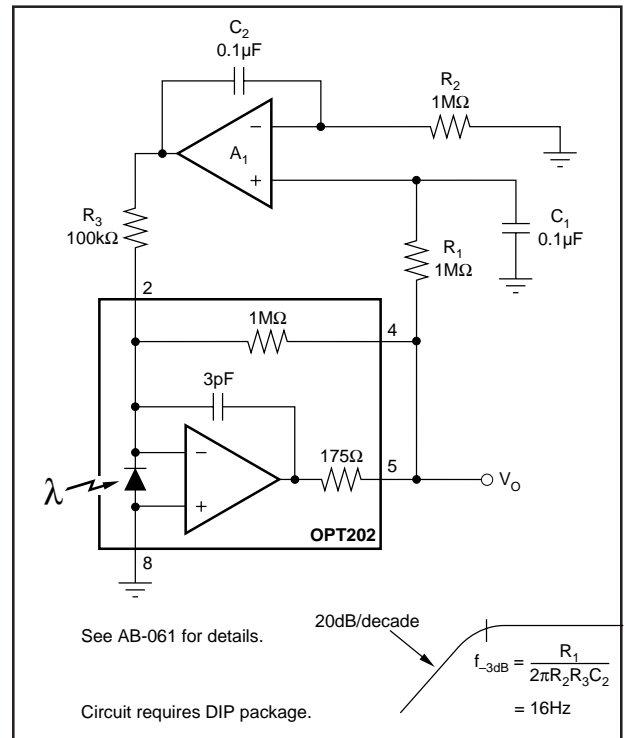 C₂
0.1µF
R₂
1MΩ
–
A₁
+
R₃
100kΩ
C₁
0.1µF
R₁
1MΩ
2
1MΩ
4
3pF
175Ω
5
V_O
–
λ
+
OPT202
8
See AB-061 for details.
20dB/decade
f₋₃dB = R₁ / 2πR₂R₃C₂
= 16Hz
Circuit requires DIP package.